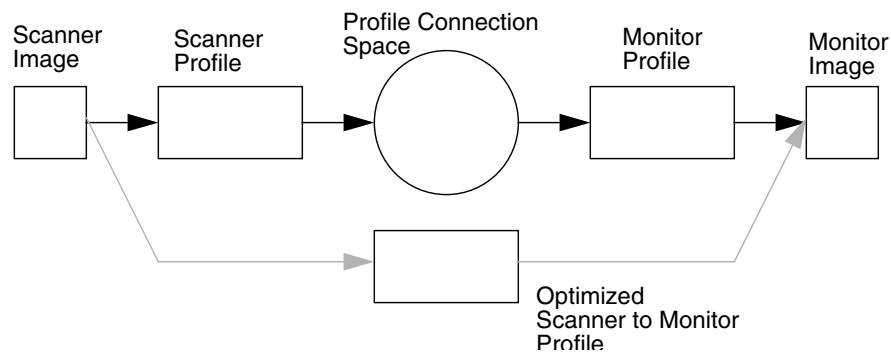 Scanner
Image
Scanner
Profile
Profile Connection
Space
Monitor
Profile
Monitor
Image
Optimized
Scanner to Monitor
Profile